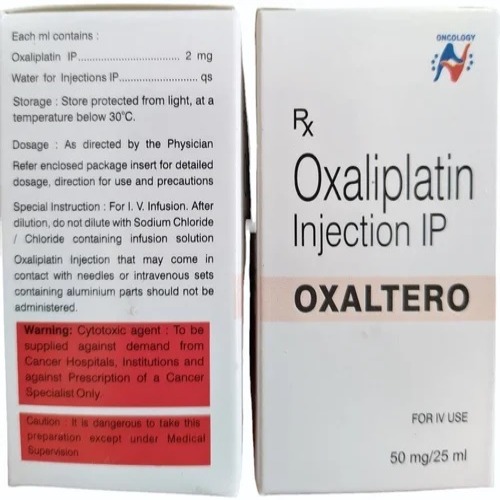 Each ml contains :
Oxaliplatin IP................................ 2 mg
Water for Injections IP...................... qs
Storage : Store protected from light, at a
temperature below 30°C.
Dosage : As directed by the Physician
Refer enclosed package insert for detailed
dosage, direction for use and precautions
Special Instruction : For I. V. Infusion. After
dilution, do not dilute with Sodium Chloride
/ Chloride containing infusion solution
Oxaliplatin Injection that may come in
contact with needles or intravenous sets
containing aluminium parts should not be
administered.
Warning: Cytotoxic agent : To be
supplied against demand from
Cancer Hospitals, Institutions and
against Prescription of a Cancer
Specialist Only.
Caution : It is dangerous to take this
preparation except under Medical
Supervision
ONCOLOGY
Rx
Oxaliplatin
Injection IP
OXALTERO
FOR IV USE
50 mg/25 ml